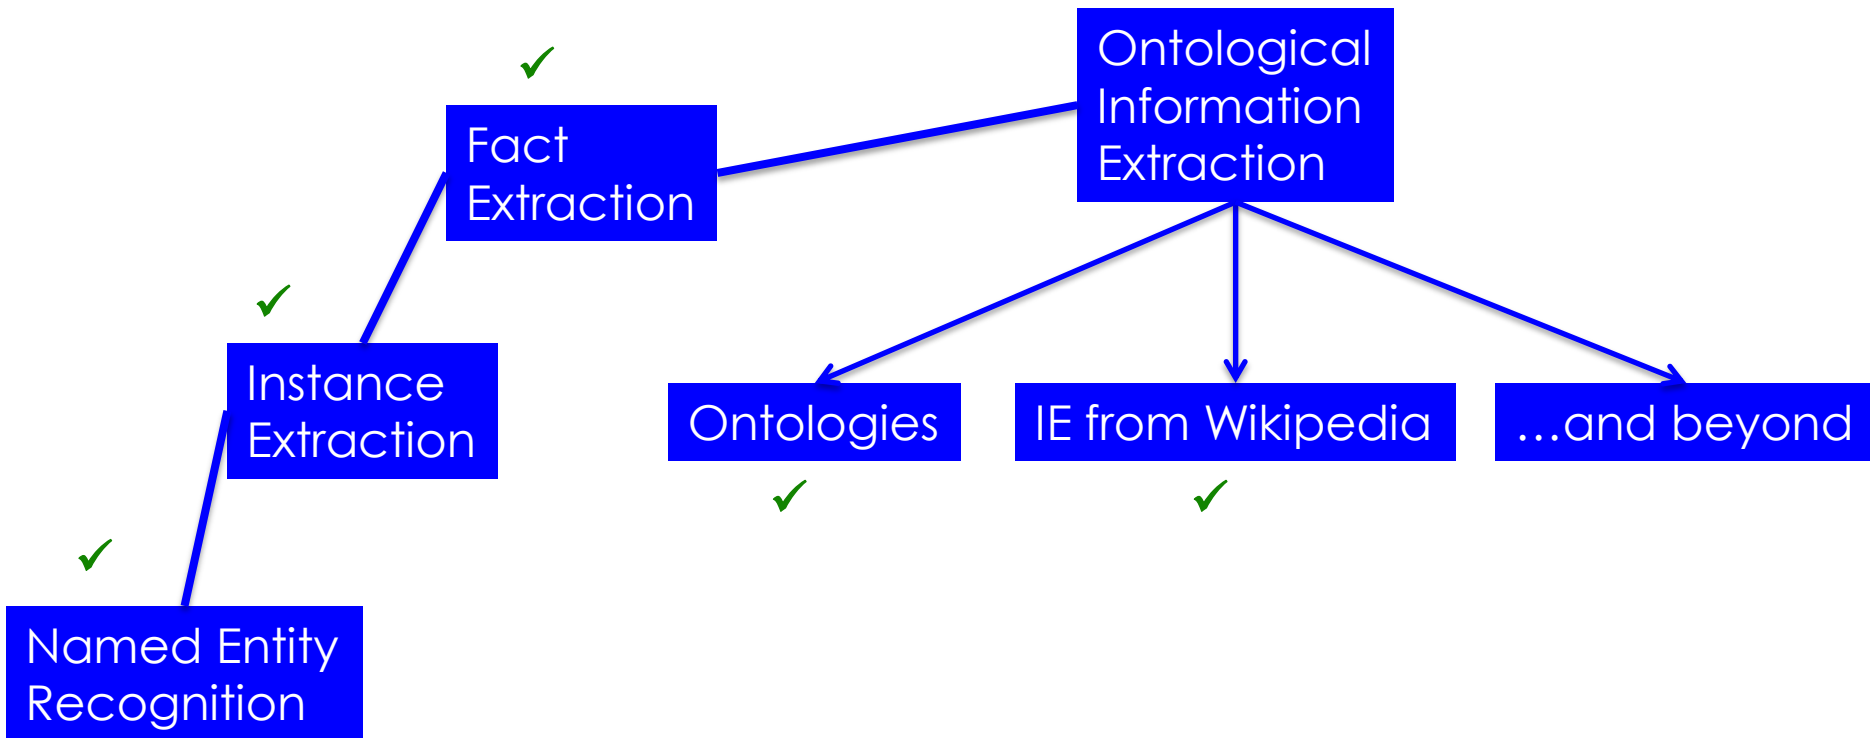 Ontological
Information
Extraction
Fact
Extraction
Instance
Extraction
Ontologies
IE from Wikipedia
…and beyond
Named Entity
Recognition